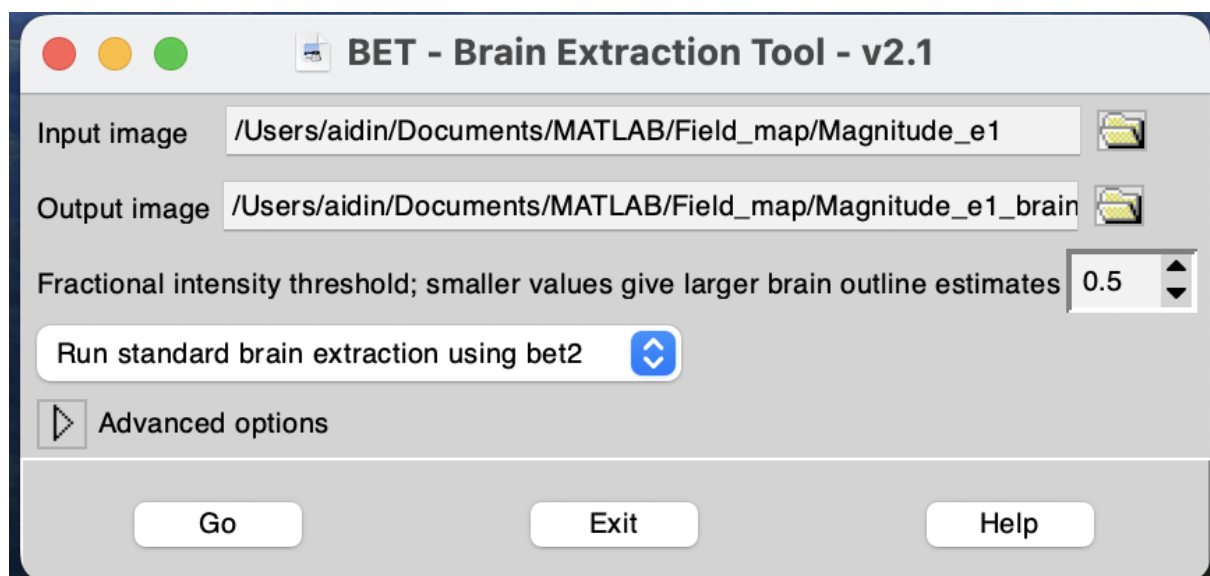 BET - Brain Extraction Tool - v2.1
Input image /Users/aidin/Documents/MATLAB/Field_map/Magnitude_e1
Output image /Users/aidin/Documents/MATLAB/Field_map/Magnitude_e1_brain
Fractional intensity threshold; smaller values give larger brain outline estimates 0.5
Run standard brain extraction using bet2
Advanced options
Go Exit Help